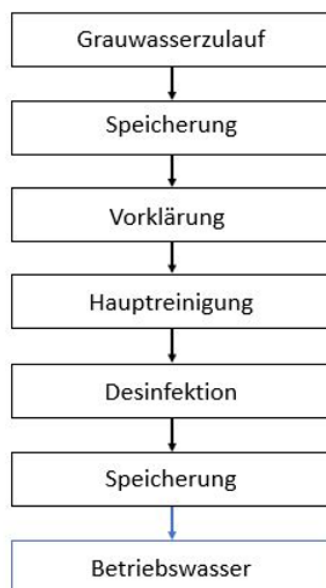 Grauwasserzulauf
Speicherung
Vorklärung
Hauptreinigung
Desinfektion
Speicherung
Betriebswasser